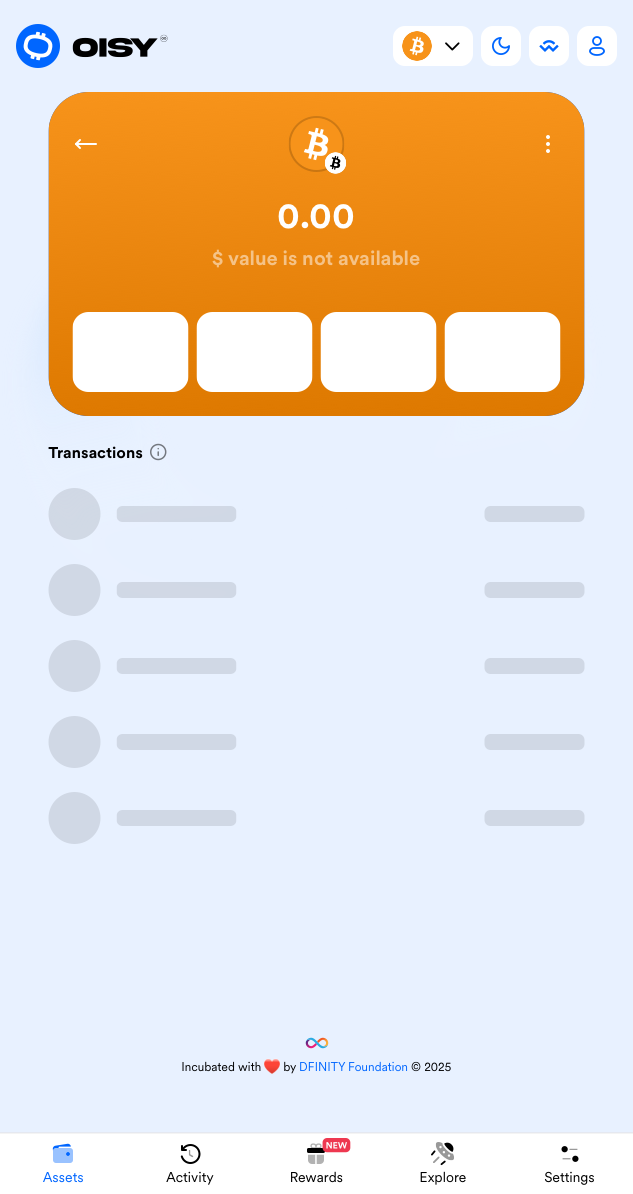 OISY
0.00
$ value is not available
Transactions
Incubated with ❤️ by DFINITY Foundation © 2025
NEW
Assets
Activity
Rewards
Explore
Settings